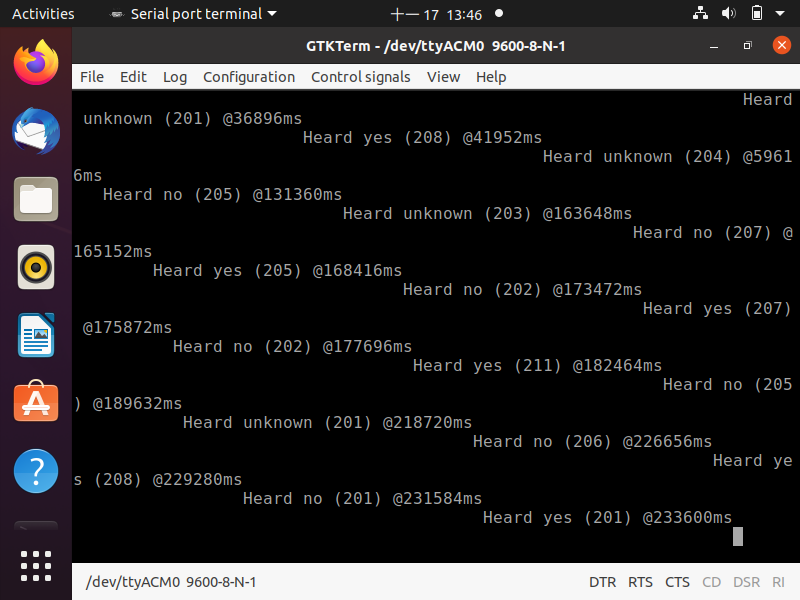 Activities Serial port terminal 十一 17 13:46
GTKTerm - /dev/ttyACM0 9600-8-N-1
File Edit Log Configuration Control signals View Help
Heard
unknown (201) @36896ms
Heard yes (208) @41952ms
Heard unknown (204) @5961
6ms
Heard no (205) @131360ms
Heard unknown (203) @163648ms
Heard no (207) @
165152ms
Heard yes (205) @168416ms
Heard no (202) @173472ms
Heard yes (207)
@175872ms
Heard no (202) @177696ms
Heard yes (211) @182464ms
Heard no (205
) @189632ms
Heard unknown (201) @218720ms
Heard no (206) @226656ms
Heard ye
s (208) @229280ms
Heard no (201) @231584ms
Heard yes (201) @233600ms
/dev/ttyACM0 9600-8-N-1 DTR RTS CTS CD DSR RI